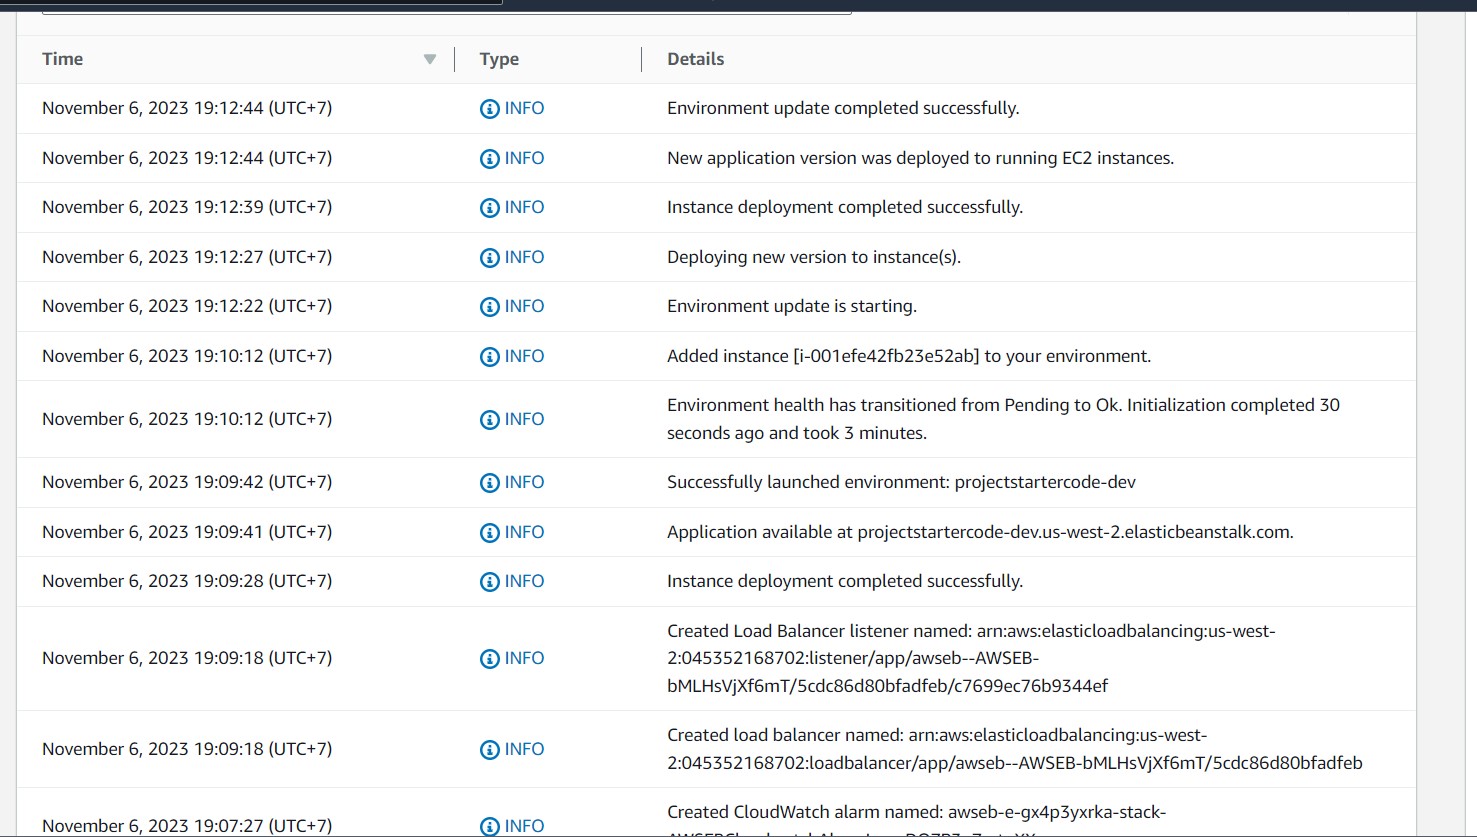 Time Type Details
November 6, 2023 19:12:44 (UTC+7) INFO Environment update completed successfully.
November 6, 2023 19:12:44 (UTC+7) INFO New application version was deployed to running EC2 instances.
November 6, 2023 19:12:39 (UTC+7) INFO Instance deployment completed successfully.
November 6, 2023 19:12:27 (UTC+7) INFO Deploying new version to instance(s).
November 6, 2023 19:12:22 (UTC+7) INFO Environment update is starting.
November 6, 2023 19:10:12 (UTC+7) INFO Added instance [i-001efe42fb23e52ab] to your environment.
November 6, 2023 19:10:12 (UTC+7) INFO Environment health has transitioned from Pending to Ok. Initialization completed 30
seconds ago and took 3 minutes.
November 6, 2023 19:09:42 (UTC+7) INFO Successfully launched environment: projectstartercode-dev
November 6, 2023 19:09:41 (UTC+7) INFO Application available at projectstartercode-dev.us-west-2.elasticbeanstalk.com.
November 6, 2023 19:09:28 (UTC+7) INFO Instance deployment completed successfully.
November 6, 2023 19:09:18 (UTC+7) INFO Created Load Balancer listener named: arn:aws:elasticloadbalancing:us-west-
2:045352168702:listener/app/awseb--AWSEB-
bMLHsVjXf6mT/5cdc86d80bfadfeb/c7699ec76b9344ef
November 6, 2023 19:09:18 (UTC+7) INFO Created load balancer named: arn:aws:elasticloadbalancing:us-west-
2:045352168702:loadbalancer/app/awseb--AWSEB-bMLHsVjXf6mT/5cdc86d80bfadfeb
November 6, 2023 19:07:27 (UTC+7) INFO Created CloudWatch alarm named: awseb-e-gx4p3yxrka-stack-